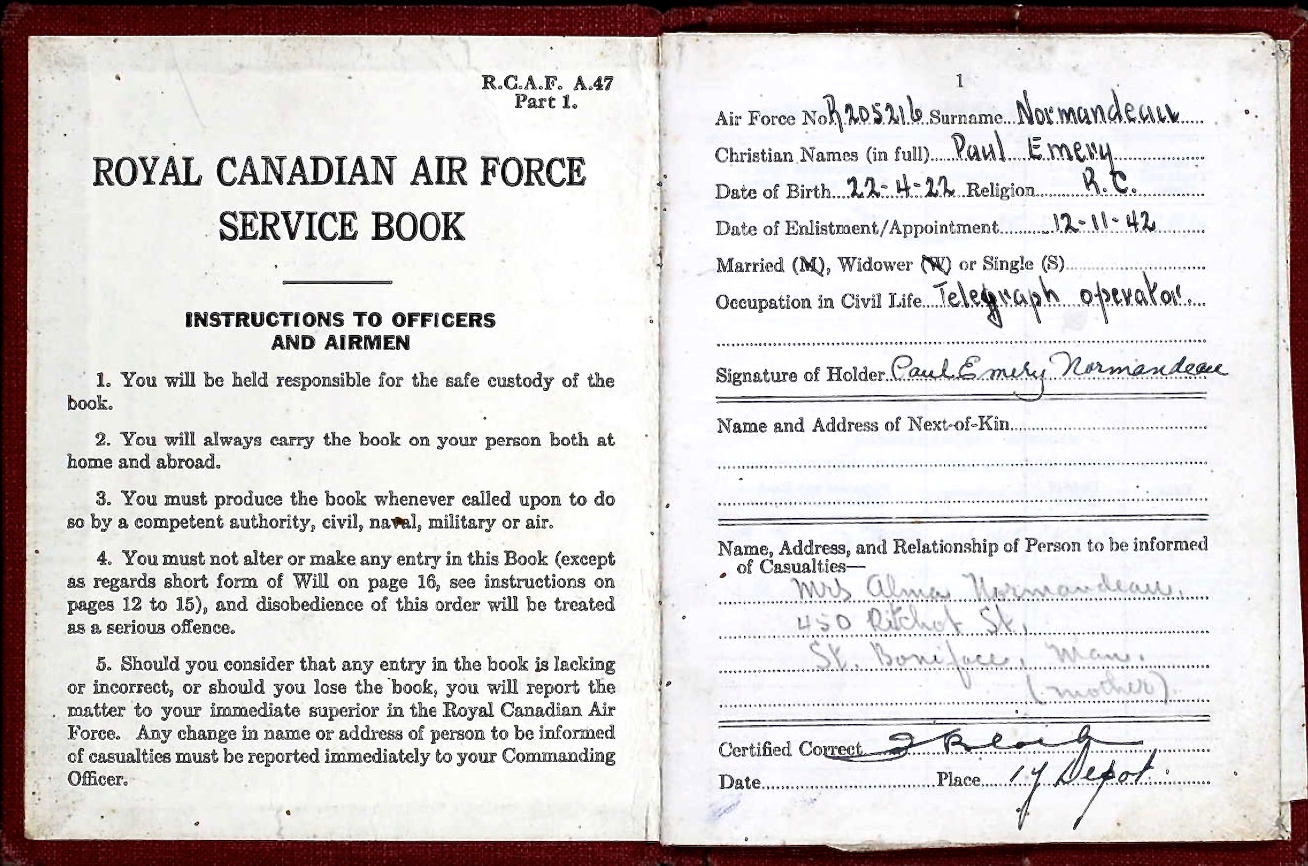 R.C.A.F. A.47
Part 1.
ROYAL CANADIAN AIR FORCE
SERVICE BOOK
INSTRUCTIONS TO OFFICERS
AND AIRMEN
1. You will be held responsible for the safe custody of the
book.
2. You will always carry the book on your person both at
home and abroad.
3. You must produce the book whenever called upon to do
so by a competent authority, civil, naval, military or air.
4. You must not alter or make any entry in this Book (except
as regards short form of Will on page 16, see instructions on
pages 12 to 15), and disobedience of this order will be treated
as a serious offence.
5. Should you consider that any entry in the book is lacking
or incorrect, or should you lose the book, you will report the
matter to your immediate superior in the Royal Canadian Air
Force. Any change in name or address of person to be informed
of casualties must be reported immediately to your Commanding
Officer.
1
Air Force No. R205216 Surname Normandeau
Christian Names (in full) Paul Emery
Date of Birth 22-4-22 Religion R.C.
Date of Enlistment/Appointment 12-11-42
Married (M), Widower (W) or Single (S)
Occupation in Civil Life Telegraph operator
Signature of Holder Paul Emery Normandeau
Name and Address of Next-of-Kin
Name, Address, and Relationship of Person to be informed
of Casualties—
Mrs Alma Normandeau,
450 Ritchot St,
St. Boniface, Man.
(mother)
Certified Correct
Date Place 1Y Depot